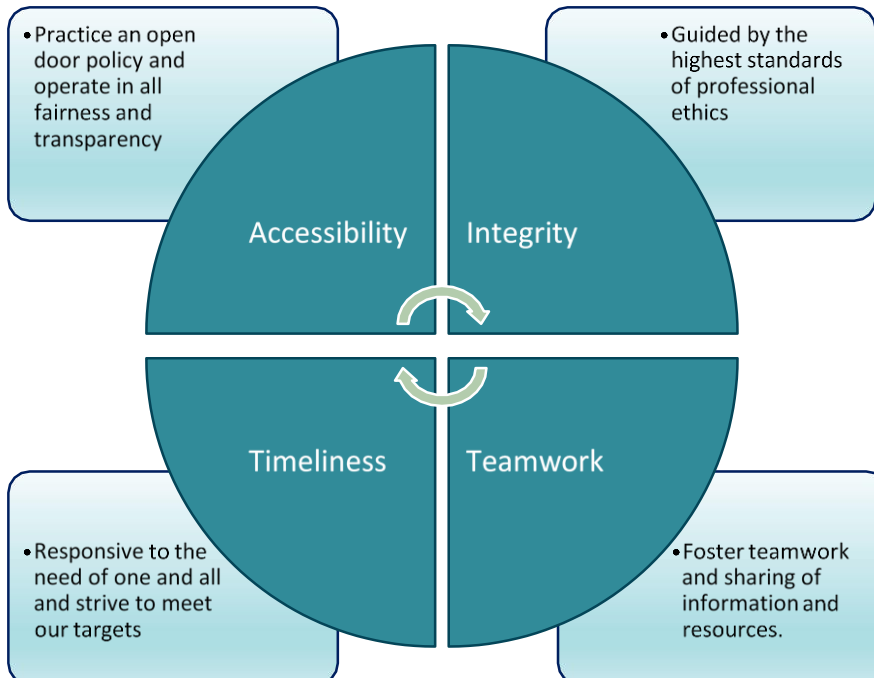 • Practice an open
door policy and
operate in all
fairness and
transparency
• Guided by the
highest standards
of professional
ethics
Accessibility
Integrity
Timeliness
Teamwork
• Responsive to the
need of one and all
and strive to meet
our targets
• Foster teamwork
and sharing of
information and
resources.